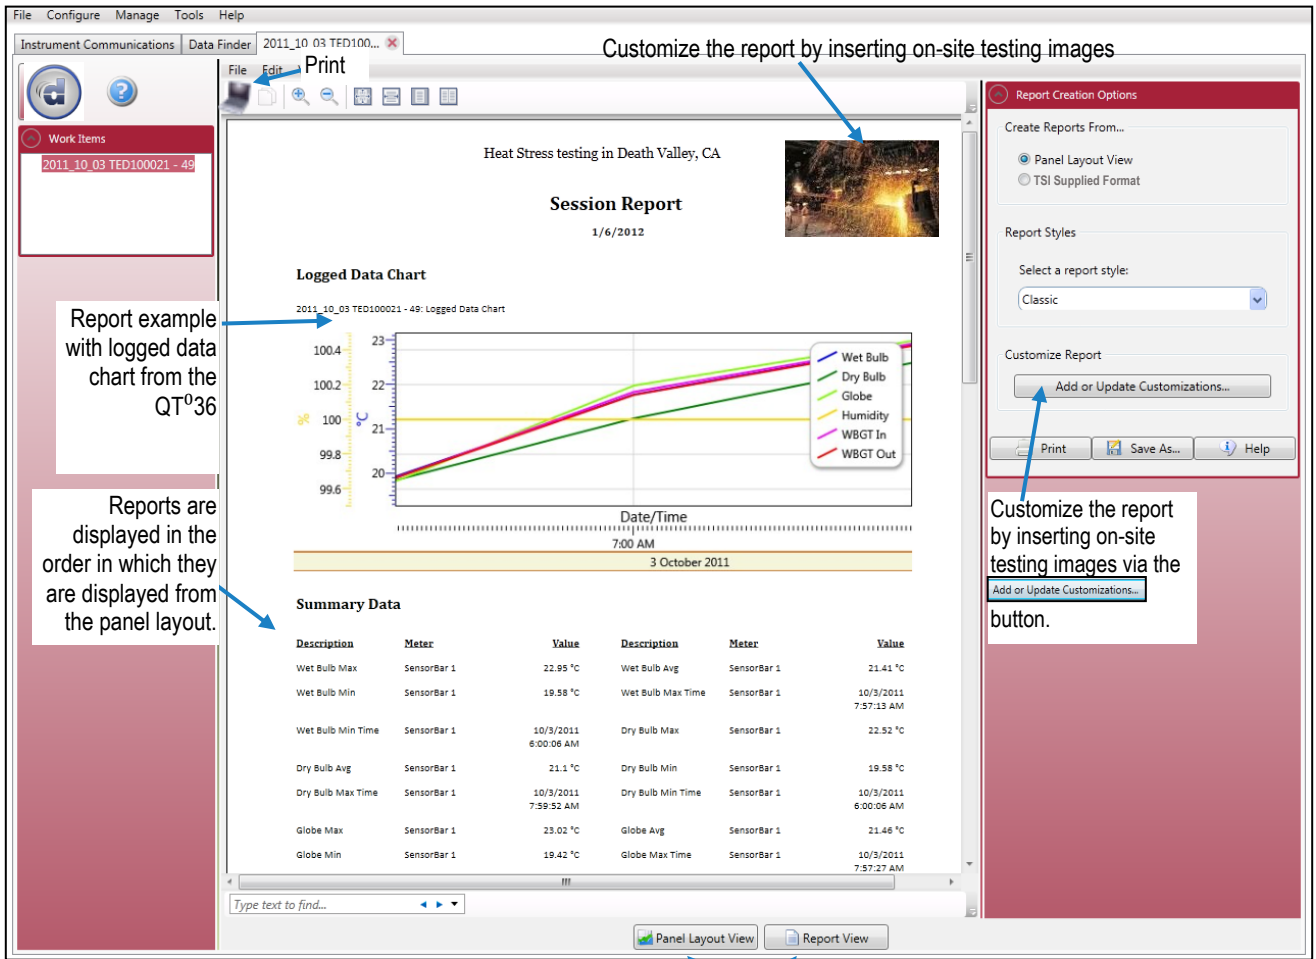 File Configure Manage Tools Help
Instrument Communications Data Finder 2011_10_03 TED100...
Customize the report by inserting on-site testing images
File Edit
Print
Work Items
2011_10_03 TED100021 - 49
Heat Stress testing in Death Valley, CA
Session Report
1/6/2012
Logged Data Chart
2011_10_03 TED100021 - 49: Logged Data Chart
Report example
with logged data
chart from the
QTº36
%
100.4
100.2
100
99.8
99.6
°C
23
22
21
20
Wet Bulb
Dry Bulb
Globe
Humidity
WBGT In
WBGT Out
Date/Time
7:00 AM
3 October 2011
Reports are
displayed in the
order in which they
are displayed from
the panel layout.
Summary Data
Description Meter Value Description Meter Value
Wet Bulb Max SensorBar 1 22.95 °C Wet Bulb Avg SensorBar 1 21.41 °C
Wet Bulb Min SensorBar 1 19.58 °C Wet Bulb Max Time SensorBar 1 10/3/2011
7:57:13 AM
Wet Bulb Min Time SensorBar 1 10/3/2011 Dry Bulb Max SensorBar 1 22.52 °C
6:00:06 AM
Dry Bulb Avg SensorBar 1 21.1 °C Dry Bulb Min SensorBar 1 19.58 °C
Dry Bulb Max Time SensorBar 1 10/3/2011 Dry Bulb Min Time SensorBar 1 10/3/2011
7:59:52 AM 6:00:06 AM
Globe Max SensorBar 1 23.02 °C Globe Avg SensorBar 1 21.46 °C
Globe Min SensorBar 1 19.42 °C Globe Max Time SensorBar 1 10/3/2011
7:57:27 AM
Type text to find...
Panel Layout View Report View
Report Creation Options
Create Reports From...
Panel Layout View
TSI Supplied Format
Report Styles
Select a report style:
Classic
Customize Report
Add or Update Customizations...
Print Save As... Help
Customize the report
by inserting on-site
testing images via the
Add or Update Customizations...
button.